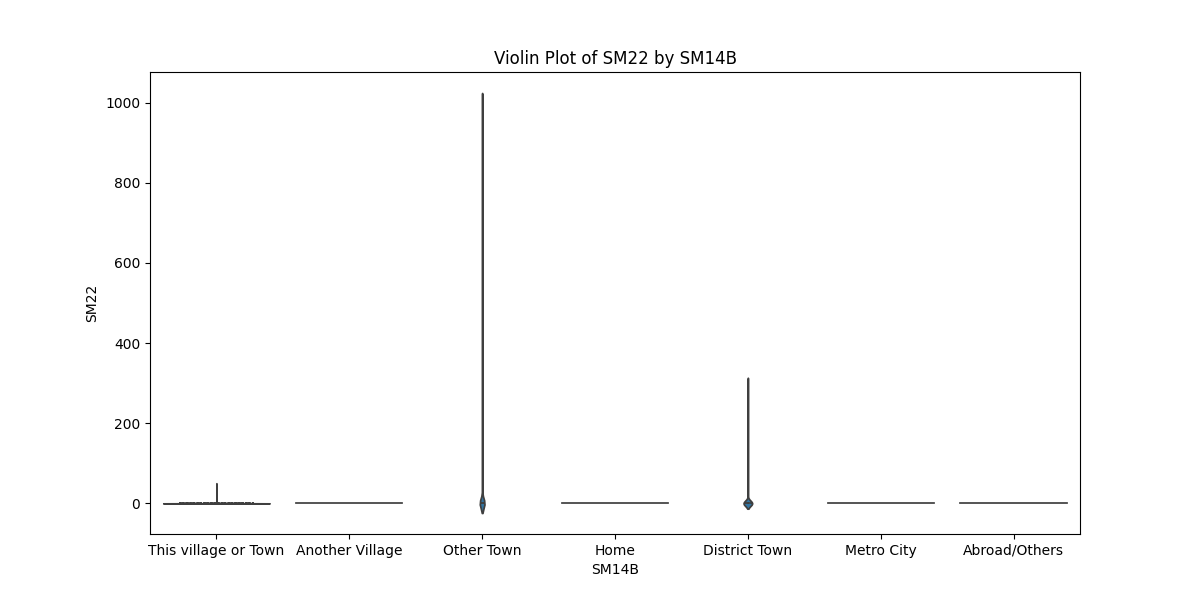 Violin Plot of SM22 by SM14B
1000
800
600
400
200
0
SM22
This village or Town
Another Village
Other Town
Home
District Town
Metro City
Abroad/Others
SM14B